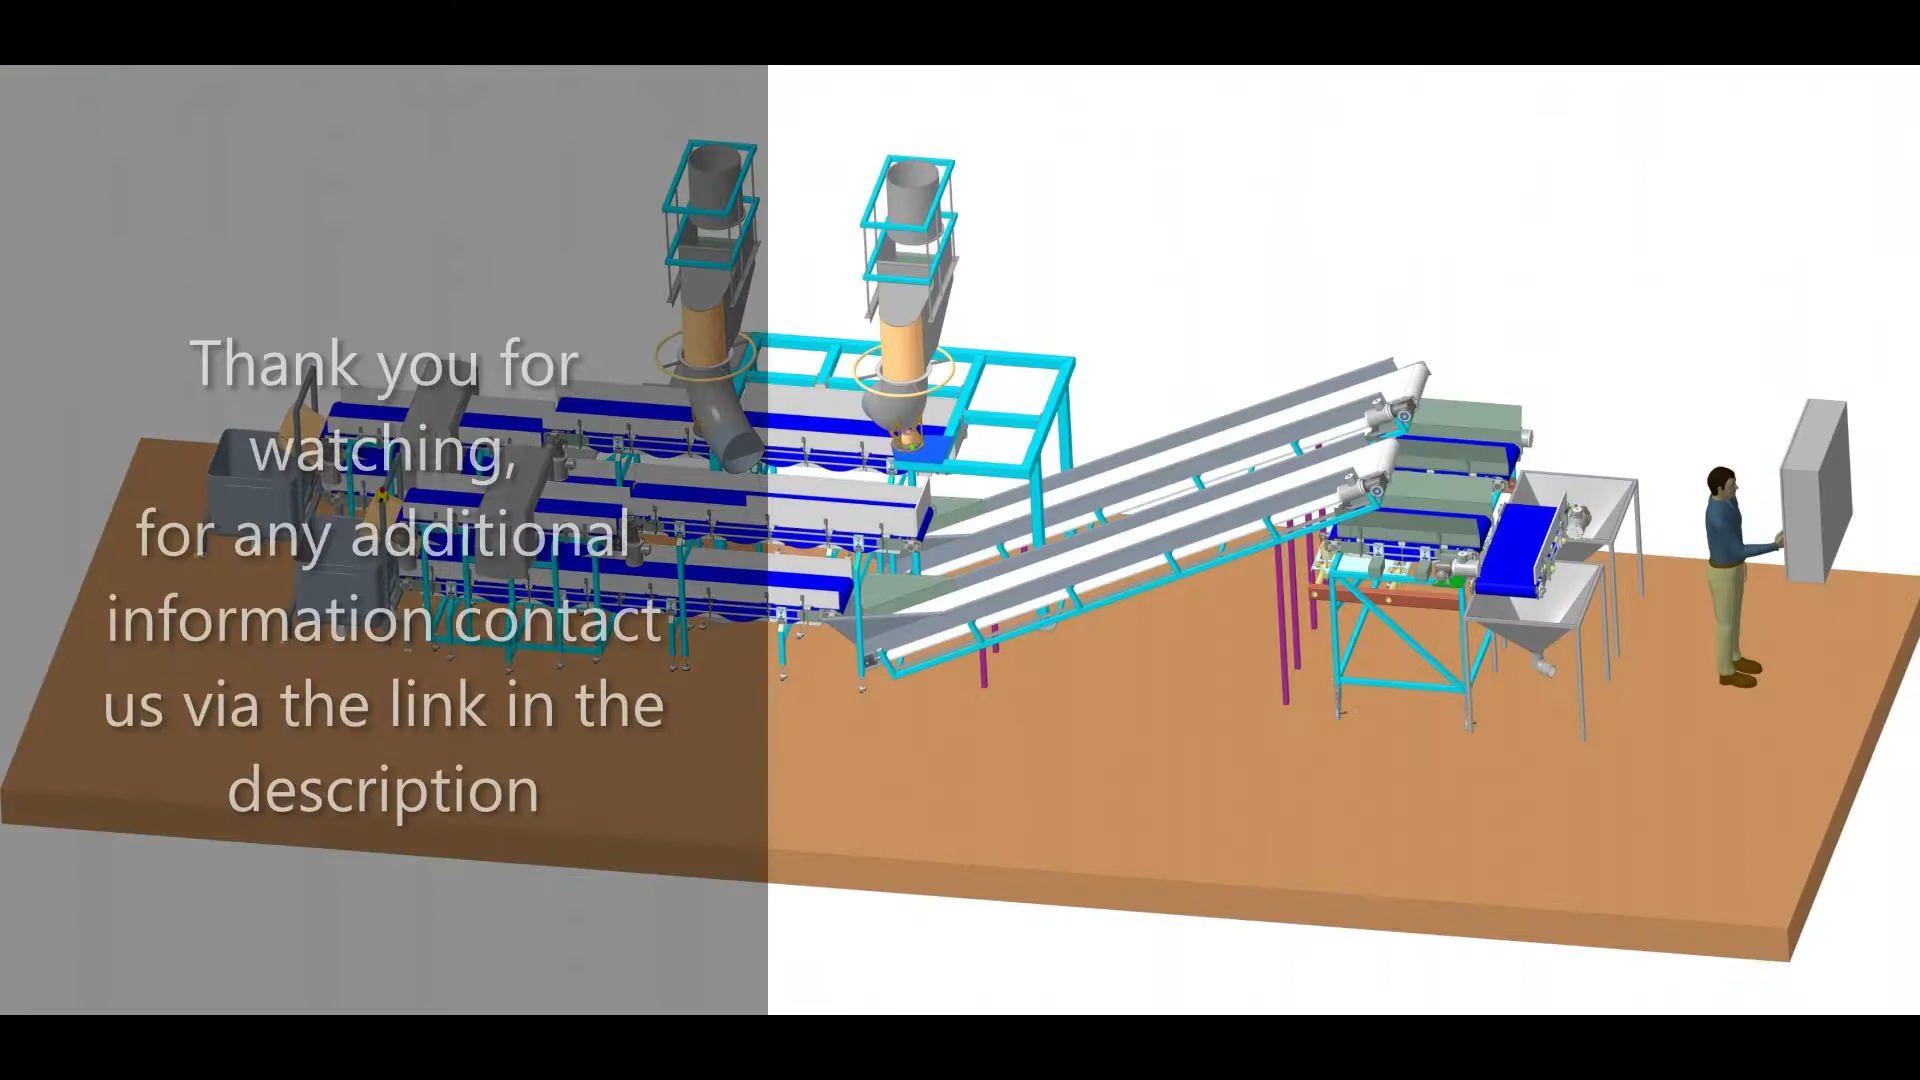 Thank you for
watching,
for any additional
information contact
us via the link in the
description